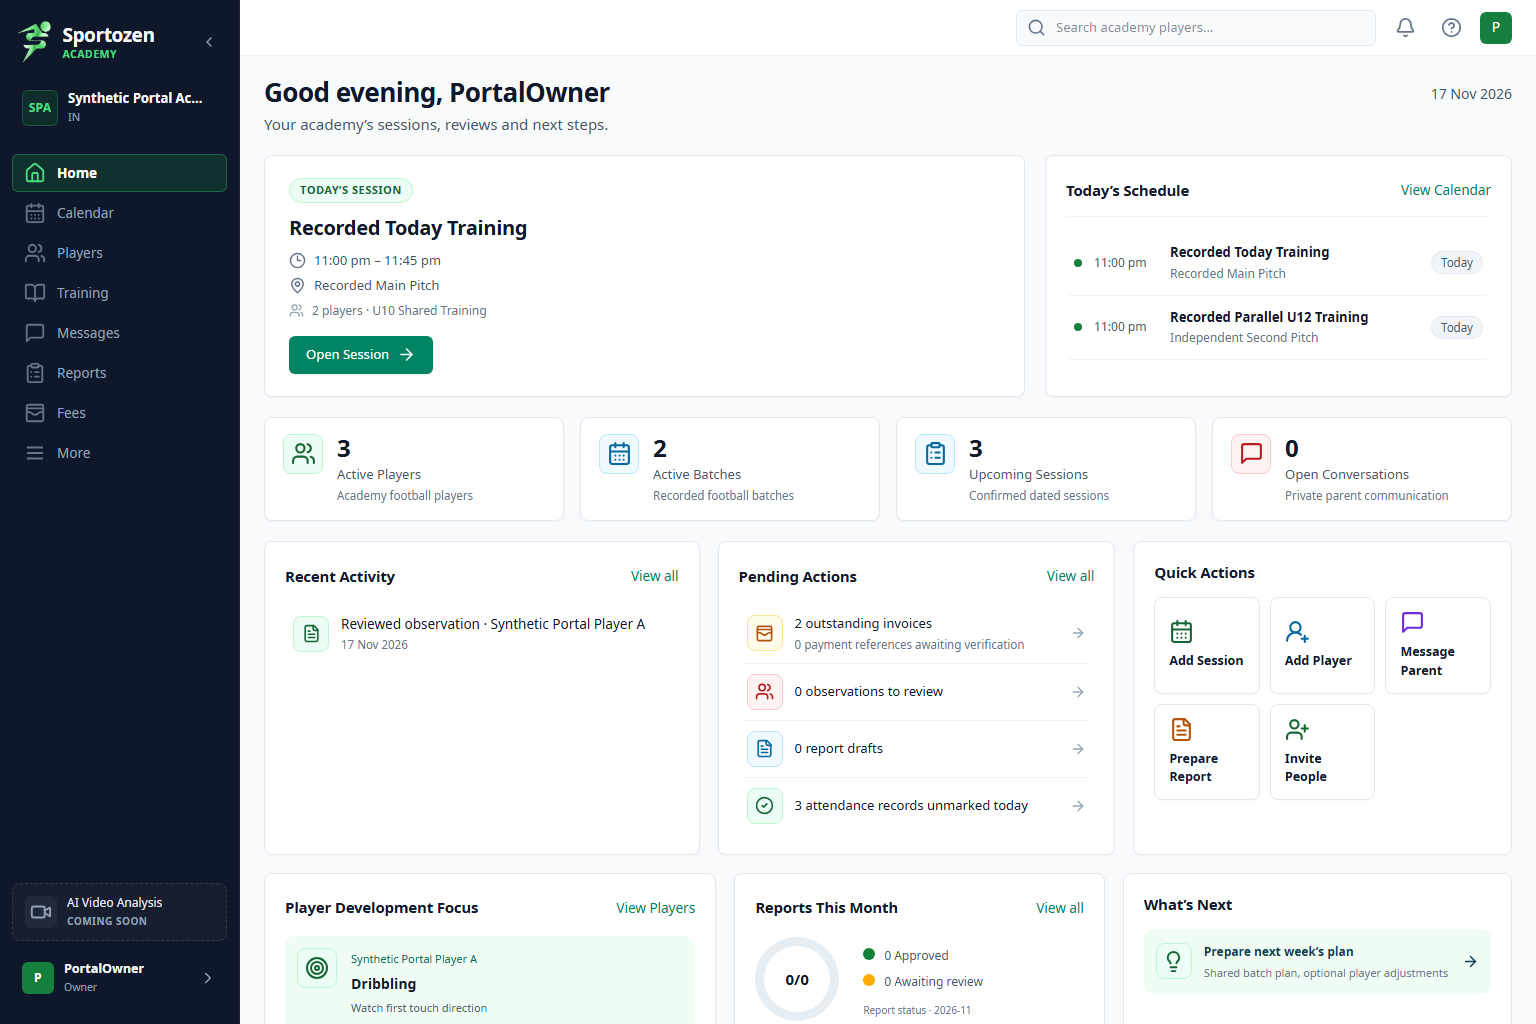 Sportozen
ACADEMY
SPA
Synthetic Portal Ac...
IN
Home
Calendar
Players
Training
Messages
Reports
Fees
More
AI Video Analysis
COMING SOON
P
PortalOwner
Owner
Search academy players...
P
Good evening, PortalOwner
17 Nov 2026
Your academy’s sessions, reviews and next steps.
TODAY’S SESSION
Recorded Today Training
11:00 pm – 11:45 pm
Recorded Main Pitch
2 players · U10 Shared Training
Open Session
Today’s Schedule
View Calendar
11:00 pm
Recorded Today Training
Recorded Main Pitch
Today
11:00 pm
Recorded Parallel U12 Training
Independent Second Pitch
Today
3
Active Players
Academy football players
2
Active Batches
Recorded football batches
3
Upcoming Sessions
Confirmed dated sessions
0
Open Conversations
Private parent communication
Recent Activity
View all
Reviewed observation · Synthetic Portal Player A
17 Nov 2026
Pending Actions
View all
2 outstanding invoices
0 payment references awaiting verification
0 observations to review
0 report drafts
3 attendance records unmarked today
Quick Actions
Add Session
Add Player
Message
Parent
Prepare
Report
Invite
People
Player Development Focus
View Players
Synthetic Portal Player A
Dribbling
Watch first touch direction
Reports This Month
View all
0/0
0 Approved
0 Awaiting review
Report status · 2026-11
What’s Next
Prepare next week’s plan
Shared batch plan, optional player adjustments